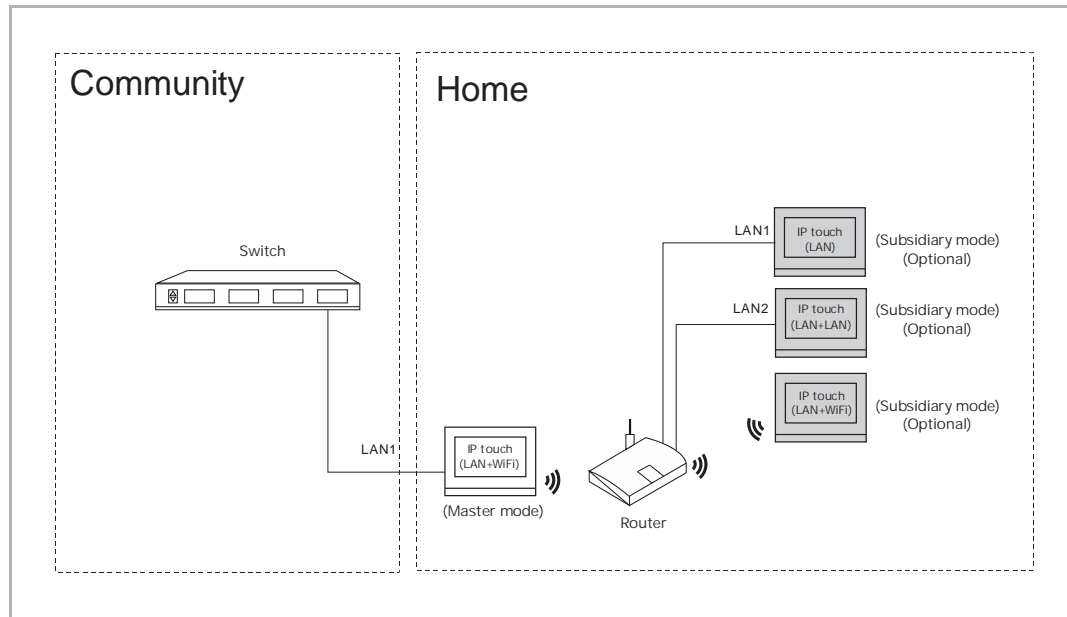 Community
Home
Switch
LAN1
IP touch
(LAN+WiFi)
(Master mode)
Router
LAN1
IP touch
(LAN)
(Subsidiary mode)
(Optional)
LAN2
IP touch
(LAN+LAN)
(Subsidiary mode)
(Optional)
IP touch
(LAN+WiFi)
(Subsidiary mode)
(Optional)